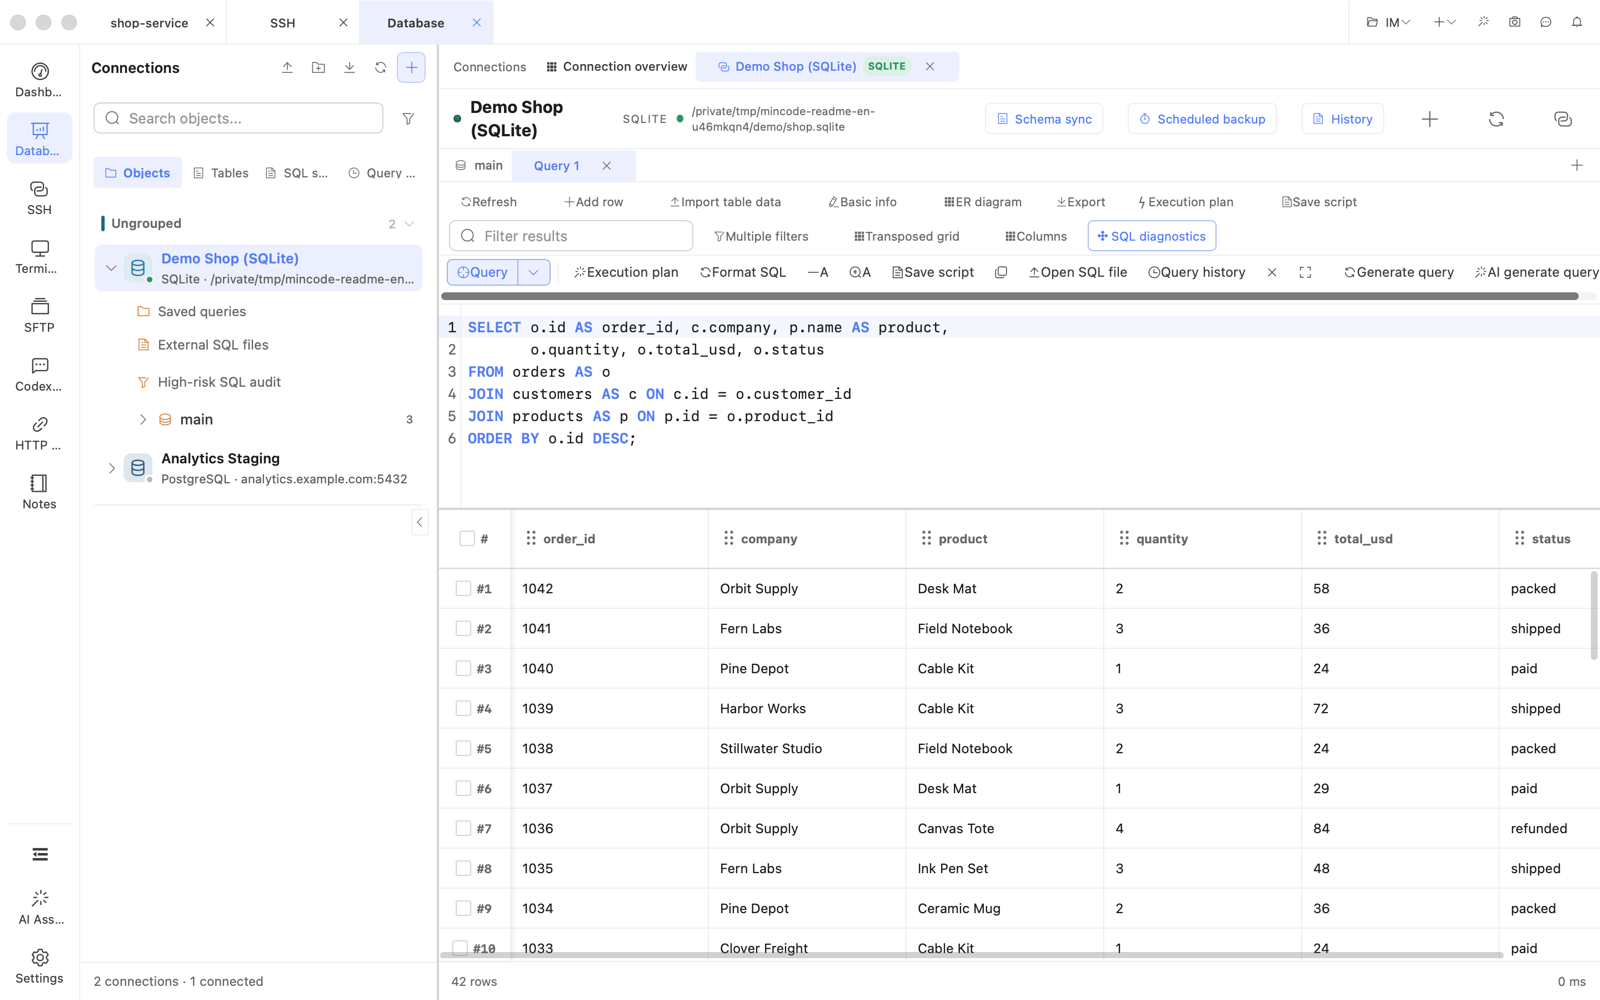 shop-service
SSH
Database
IM
Dashb...
Datab...
SSH
Termi...
SFTP
Codex...
HTTP ...
Notes
AI Ass...
Settings
Connections
Search objects...
Objects
Tables
SQL s...
Query ...
Ungrouped
2
Demo Shop (SQLite)
SQLite · /private/tmp/mincode-readme-en...
Saved queries
External SQL files
High-risk SQL audit
main
3
Analytics Staging
PostgreSQL · analytics.example.com:5432
2 connections · 1 connected
Connections
Connection overview
Demo Shop (SQLite)
SQLITE
Demo Shop
(SQLite)
SQLITE
/private/tmp/mincode-readme-en-
u46mkqn4/demo/shop.sqlite
Schema sync
Scheduled backup
History
main
Query 1
Refresh
Add row
Import table data
Basic info
ER diagram
Export
Execution plan
Save script
Filter results
Multiple filters
Transposed grid
Columns
SQL diagnostics
Query
Execution plan
Format SQL
A
A
Save script
Open SQL file
Query history
Generate query
AI generate query
1 SELECT o.id AS order_id, c.company, p.name AS product,
2 o.quantity, o.total_usd, o.status
3 FROM orders AS o
4 JOIN customers AS c ON c.id = o.customer_id
5 JOIN products AS p ON p.id = o.product_id
6 ORDER BY o.id DESC;
# order_id company product quantity total_usd status
#1 1042 Orbit Supply Desk Mat 2 58 packed
#2 1041 Fern Labs Field Notebook 3 36 shipped
#3 1040 Pine Depot Cable Kit 1 24 paid
#4 1039 Harbor Works Cable Kit 3 72 shipped
#5 1038 Stillwater Studio Field Notebook 2 24 packed
#6 1037 Orbit Supply Desk Mat 1 29 paid
#7 1036 Orbit Supply Canvas Tote 4 84 refunded
#8 1035 Fern Labs Ink Pen Set 3 48 shipped
#9 1034 Pine Depot Ceramic Mug 2 36 packed
#10 1033 Clover Freight Cable Kit 1 24 paid
42 rows
0 ms